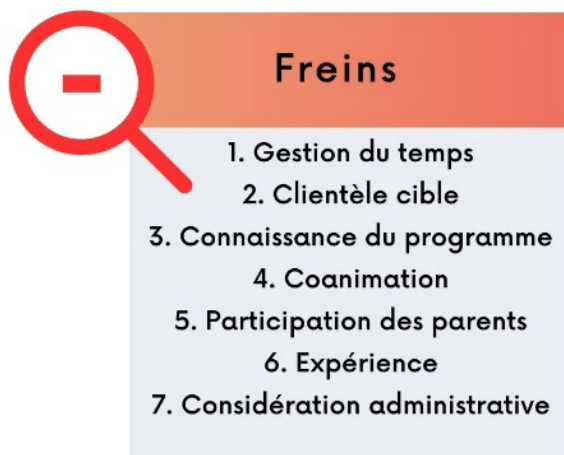 Freins
1. Gestion du temps
2. Clientèle cible
3. Connaissance du programme
4. Coanimation
5. Participation des parents
6. Expérience
7. Considération administrative